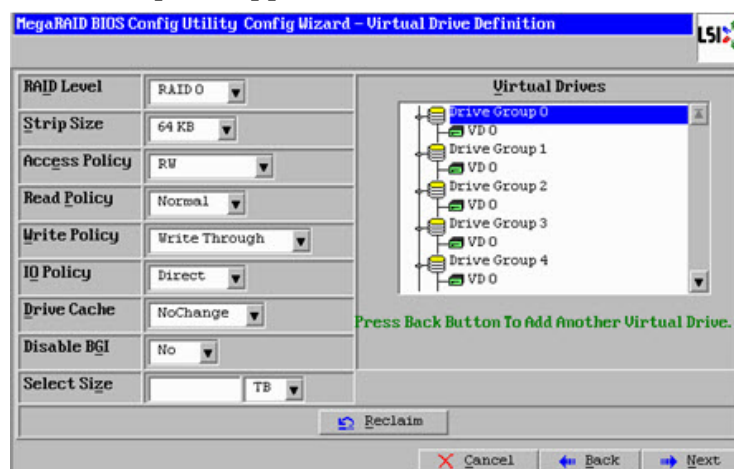 MegaRAID BIOS Config Utility Config Wizard – Virtual Drive Definition
LSI
RAID Level RAID 0
Strip Size 64 KB
Access Policy RW
Read Policy Normal
Write Policy Write Through
IO Policy Direct
Drive Cache NoChange
Disable BGI No
Select Size TB
Virtual Drives
Drive Group 0
VD 0
Drive Group 1
VD 0
Drive Group 2
VD 0
Drive Group 3
VD 0
Drive Group 4
VD 0
Press Back Button To Add Another Virtual Drive.
Reclaim
Cancel Back Next